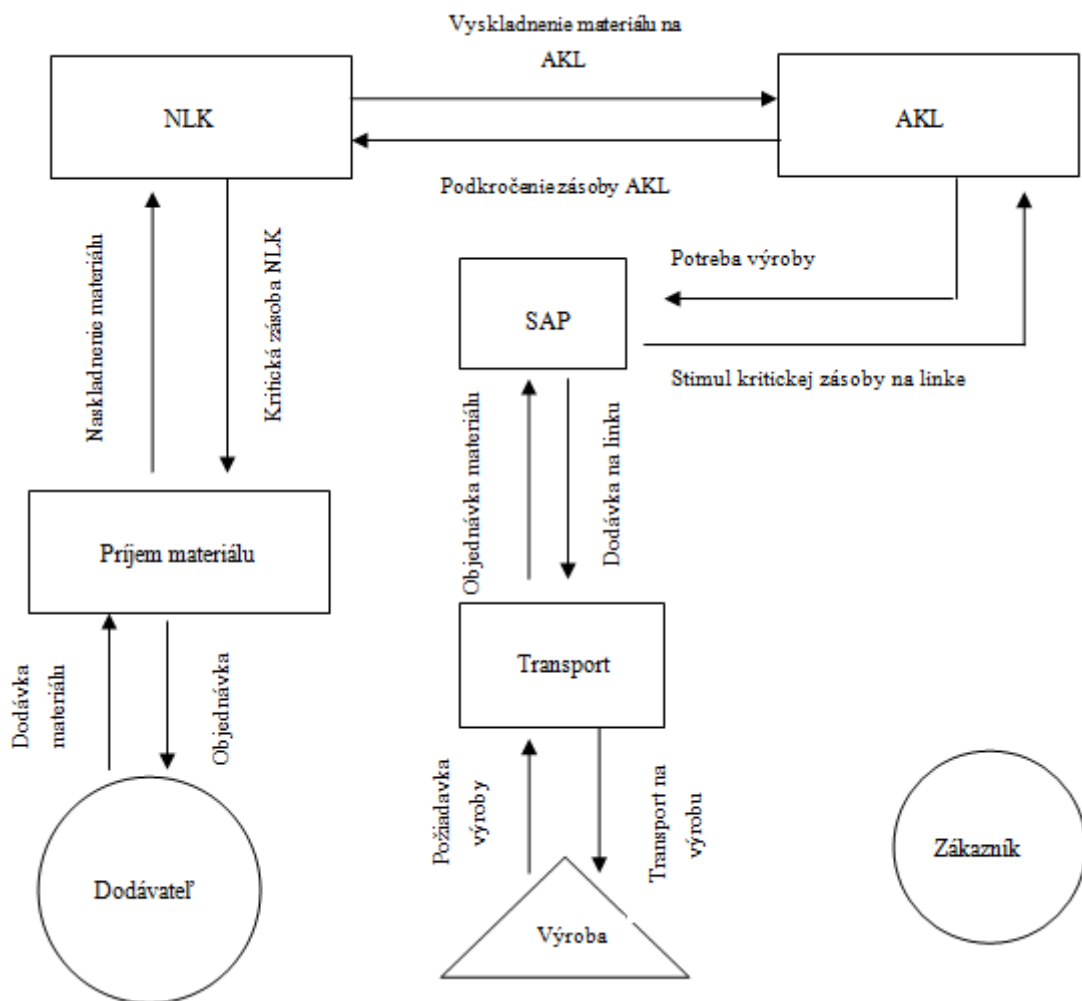 Vyskladnenie materiálu na
AKL
NLK
AKL
Podkročenie zásoby AKL
Naskladnenie materiálu
Kritická zásoba NLK
Potreba výroby
SAP
Stimul kritickej zásoby na linke
Objednávka materiálu
Dodávka na linku
Príjem materiálu
Transport
Dodávka
materiálu
Objednávka
Požiadavka
výroby
Transport na
výrobu
Zákazník
Dodávateľ
Výroba